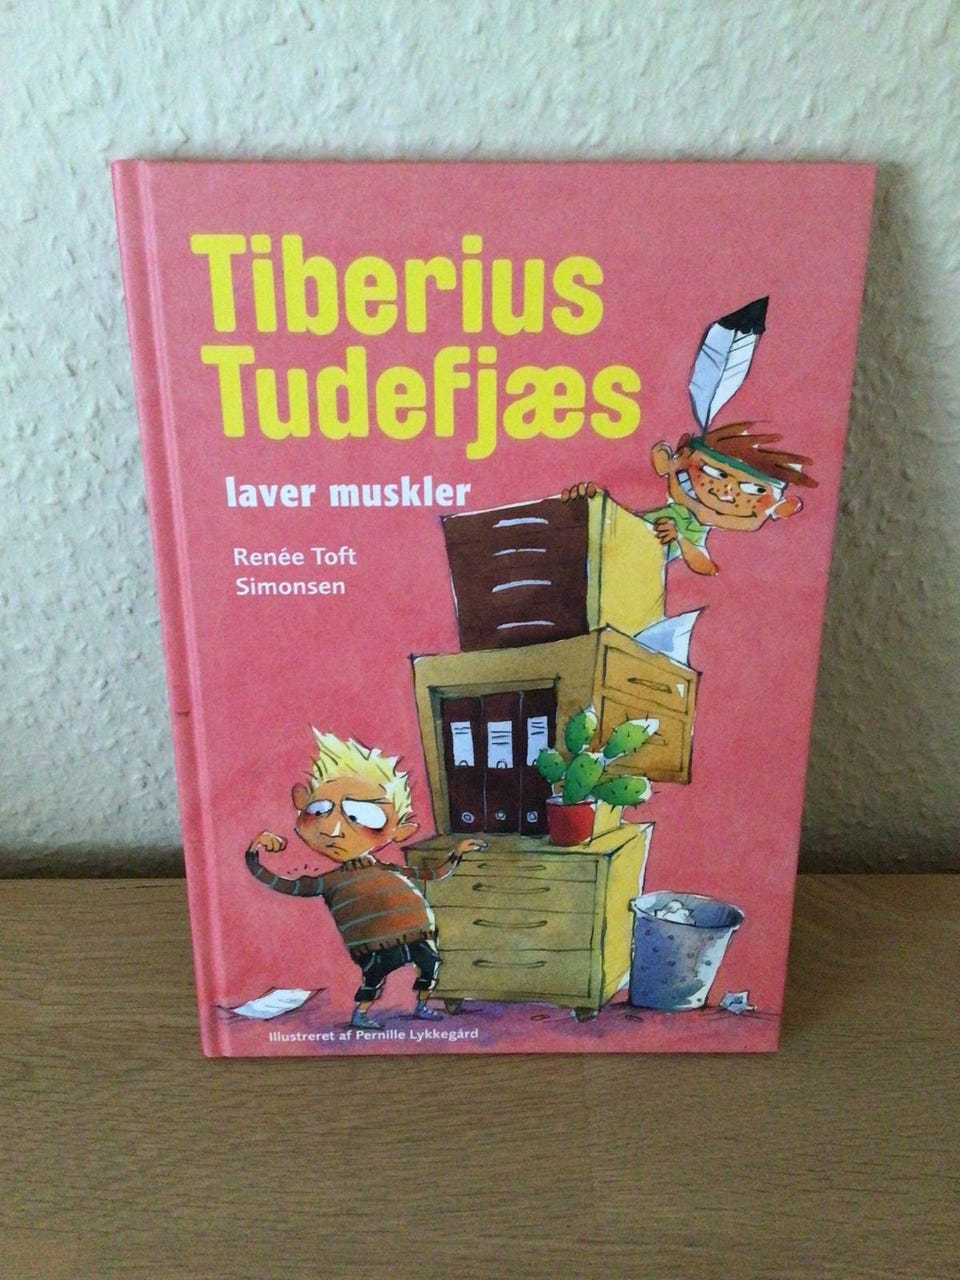 Tiberius
Tudefjæs
laver muskler
Renée Toft
Simonsen
Illustreret af Pernille Lykkegård